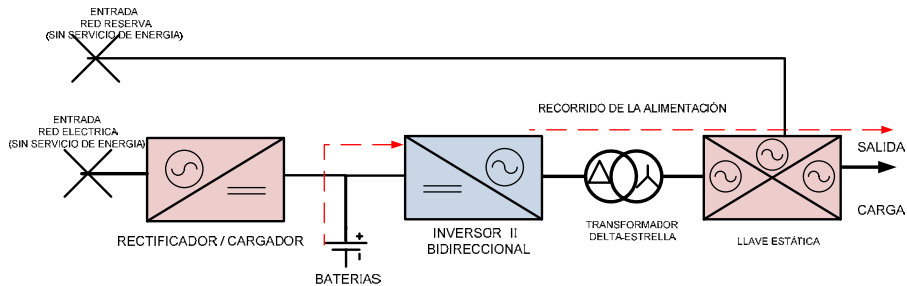 ENTRADA
RED RESERVA
(SIN SERVICIO DE ENERGIA)
RECORRIDO DE LA ALIMENTACIÓN
ENTRADA
RED ELECTRICA
(SIN SERVICIO DE ENERGIA)
SALIDA
CARGA
RECTIFICADOR / CARGADOR
INVERSOR II
BIDIRECCIONAL
TRANSFORMADOR
DELTA-ESTRELLA
LLAVE ESTÁTICA
BATERIAS